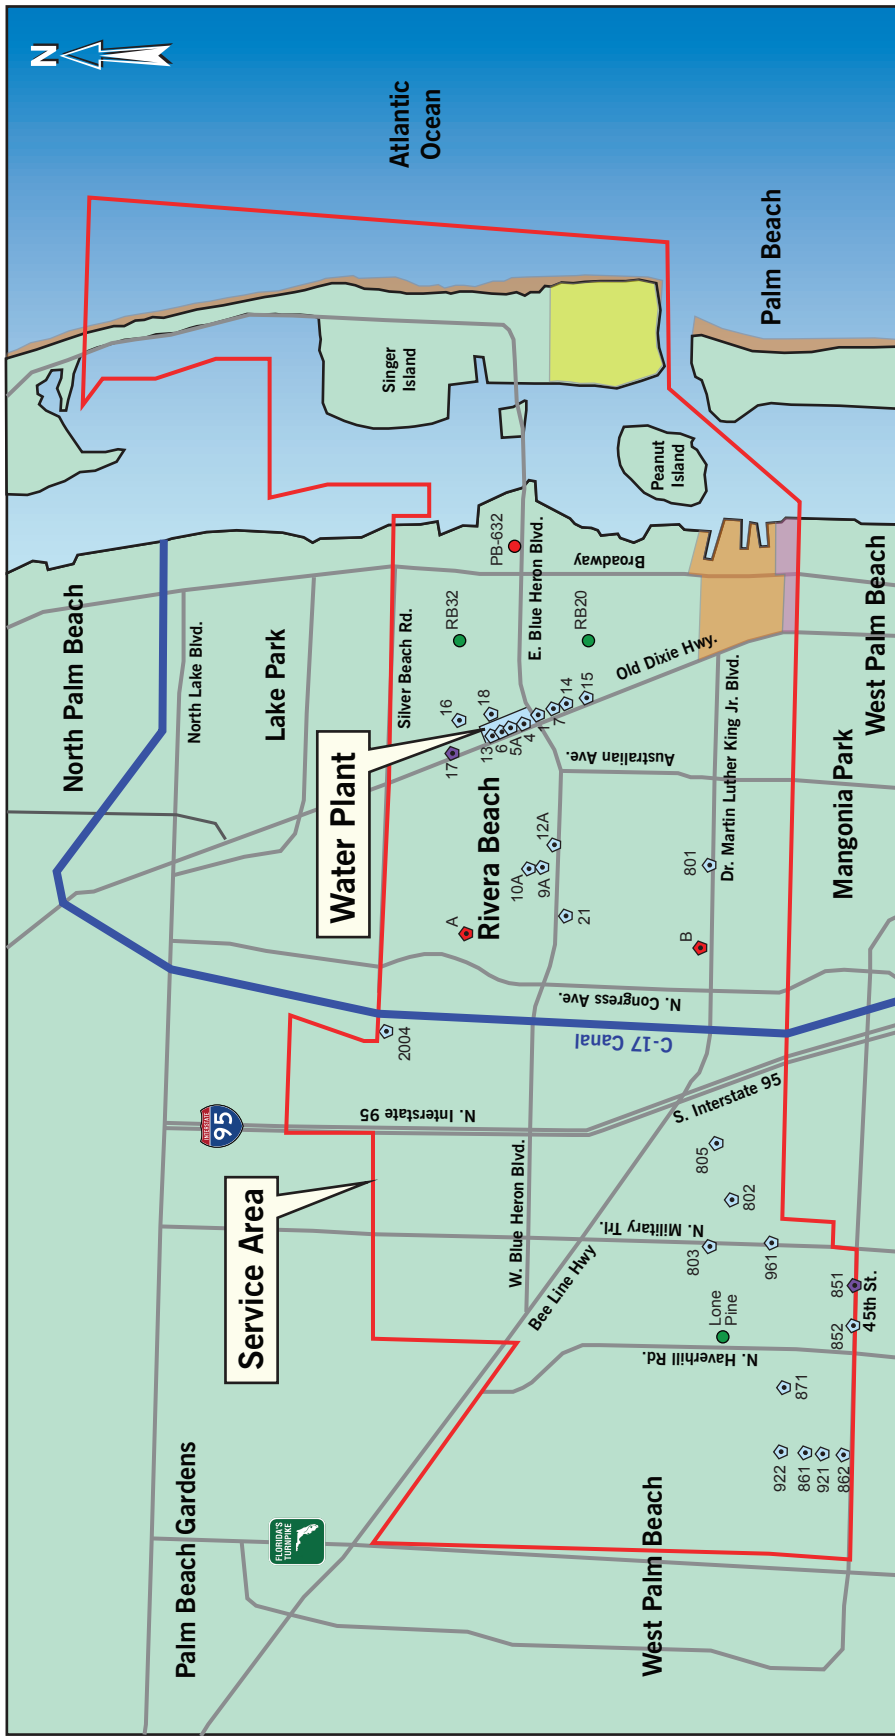 N
Atlantic
Ocean
Palm Beach
Singer
Island
Peanut
Island
PB-632
E. Blue Heron Blvd.
Broadway
North Palm Beach
North Lake Blvd.
Lake Park
Silver Beach Rd.
RB32
RB20
Old Dixie Hwy.
West Palm Beach
16
18
17
13
6
5A
4
1
7
14
15
Water Plant
Australian Ave.
Dr. Martin Luther King Jr. Blvd.
Mangonia Park
Rivera Beach
12A
10A
9A
21
801
A
B
N. Congress Ave.
C-17 Canal
2004
INTERSTATE
95
N. Interstate 95
S. Interstate 95
805
802
Service Area
W. Blue Heron Blvd.
N. Military Trl.
803
961
Bee Line Hwy
Lone
Pine
851
852
45th St.
N. Haverhill Rd.
871
922
861
921
862
Palm Beach Gardens
FLORIDA'S
TURNPIKE
West Palm Beach